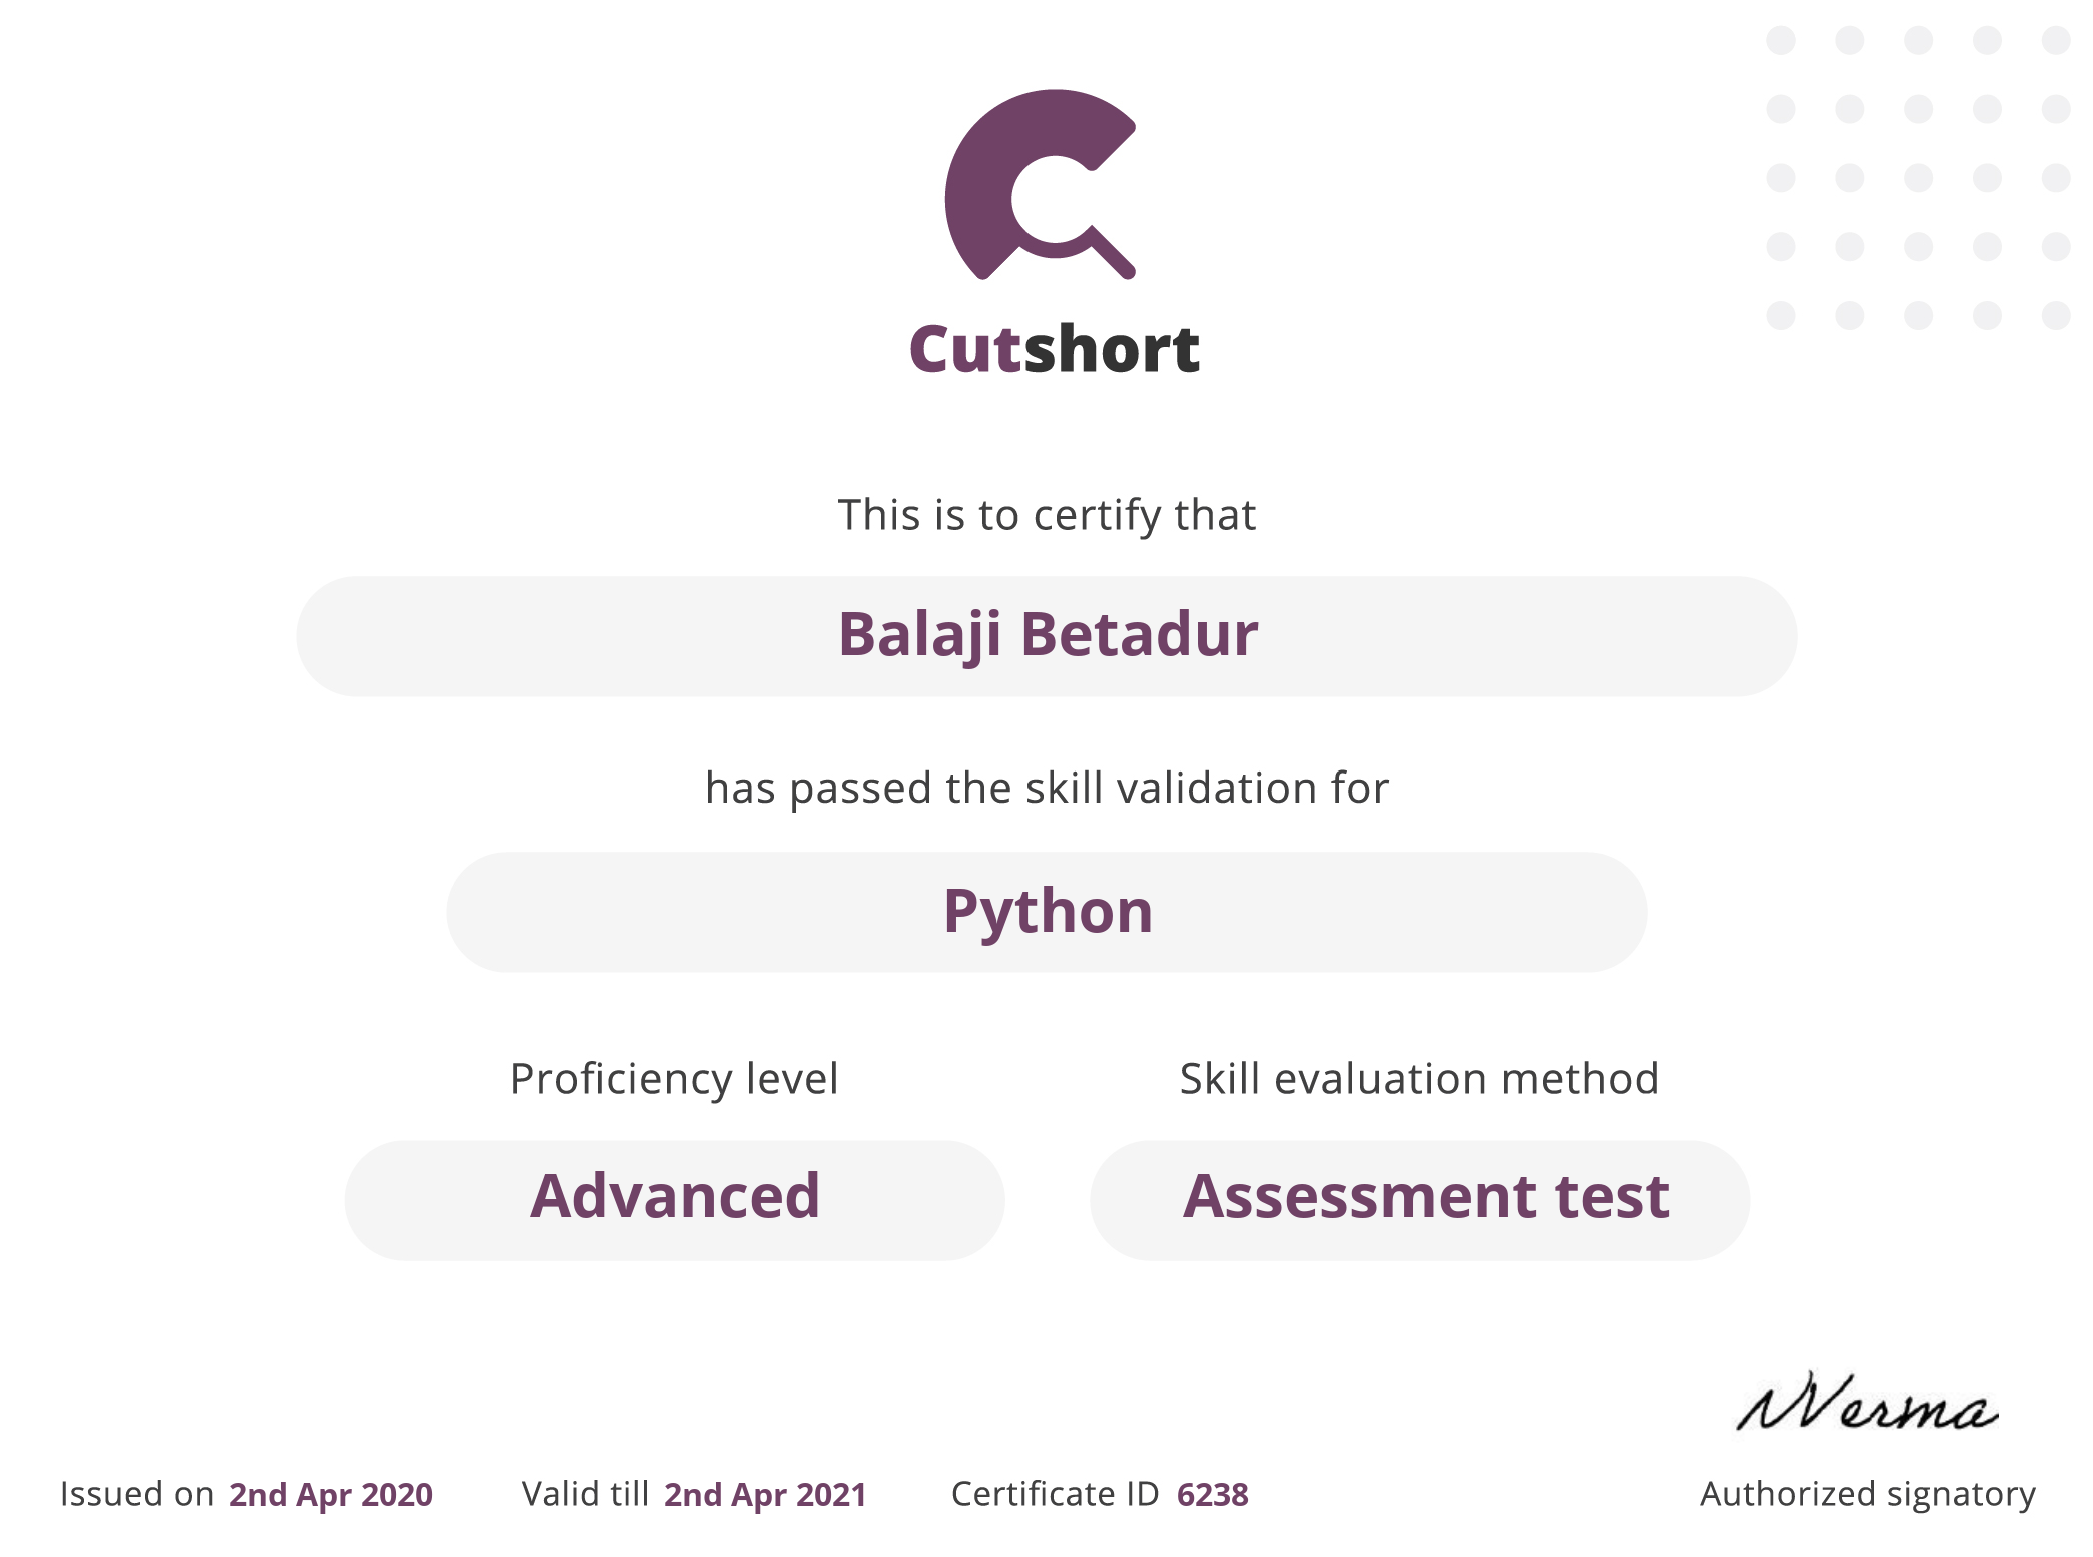 Cutshort
This is to certify that
Balaji Betadur
has passed the skill validation for
Python
Proficiency level
Skill evaluation method
Advanced
Assessment test
NVerma
Issued on 2nd Apr 2020
Valid till 2nd Apr 2021
Certificate ID 6238
Authorized signatory